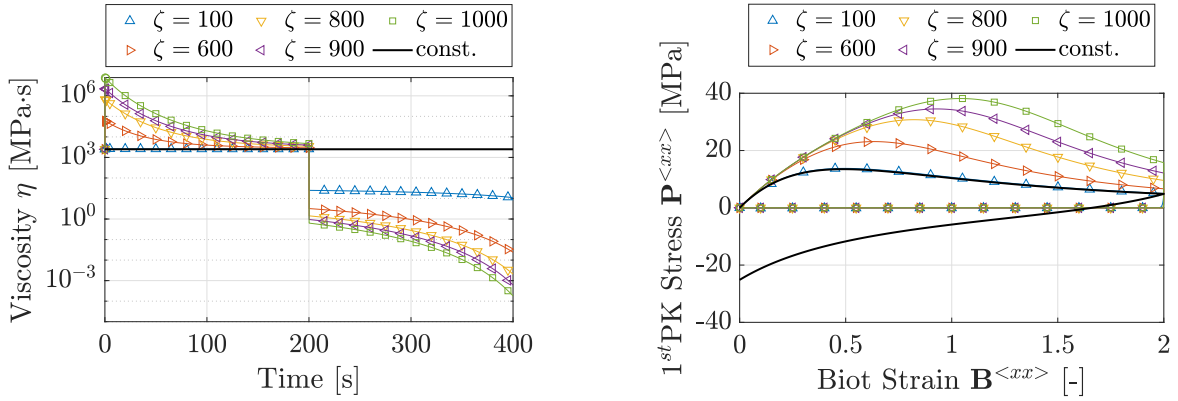 ζ = 100 ζ = 800 ζ = 1000
ζ = 600 ζ = 900 const.
10^6
10^3
10^0
10^{-3}
Viscosity η [MPa·s]
0 100 200 300 400
Time [s]
ζ = 100 ζ = 800 ζ = 1000
ζ = 600 ζ = 900 const.
40
20
0
-20
-40
1^{st}PK Stress P^{<xx>} [MPa]
0 0.5 1 1.5 2
Biot Strain B^{<xx>} [-]